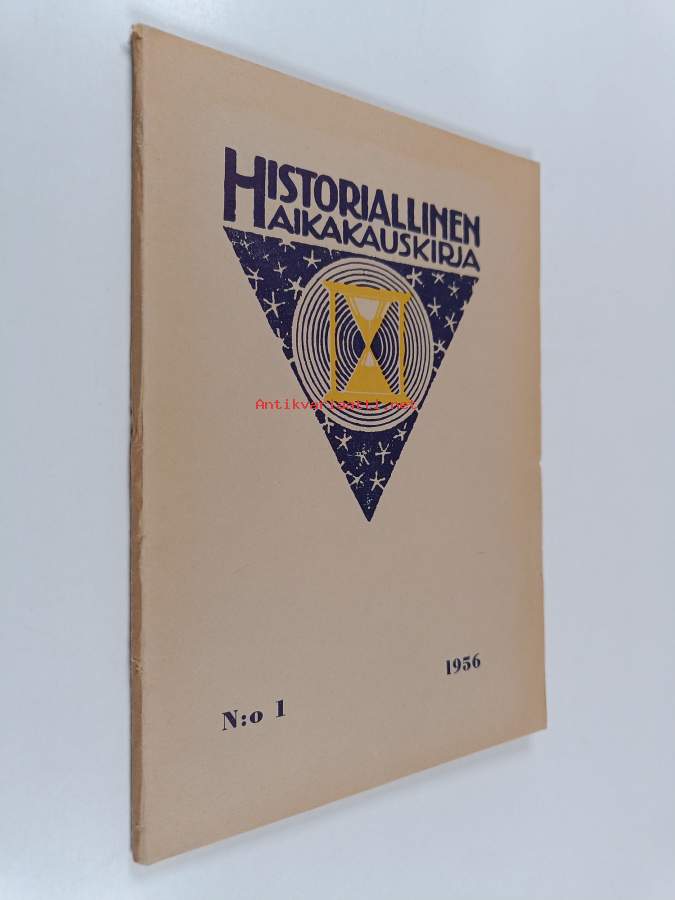 HISTORIALLINEN
AIKAKAUSKIRJA
Antikvariaatti.net
N:o 1
1956